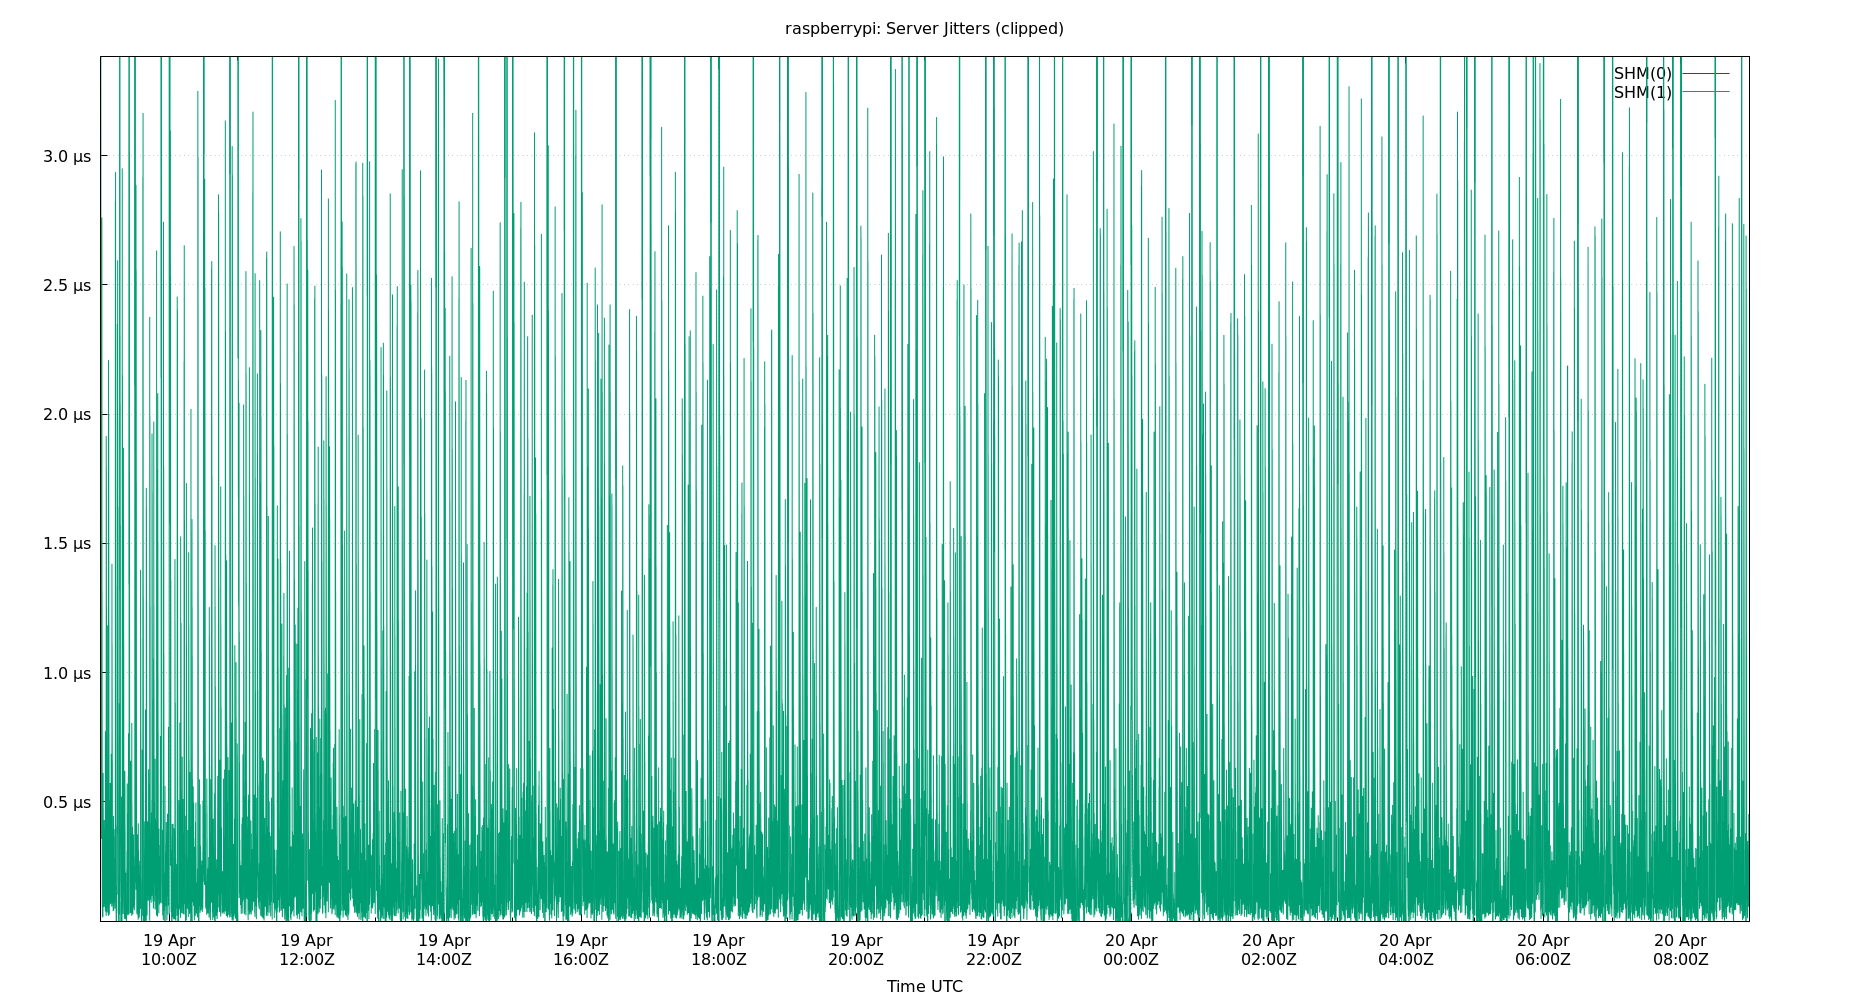 raspberrypi: Server Jitters (clipped)
SHM(0)
SHM(1)
3.0 µs
2.5 µs
2.0 µs
1.5 µs
1.0 µs
0.5 µs
19 Apr 19 Apr 19 Apr 19 Apr 19 Apr 19 Apr 19 Apr 20 Apr 20 Apr 20 Apr 20 Apr 20 Apr
10:00Z 12:00Z 14:00Z 16:00Z 18:00Z 20:00Z 22:00Z 00:00Z 02:00Z 04:00Z 06:00Z 08:00Z
Time UTC